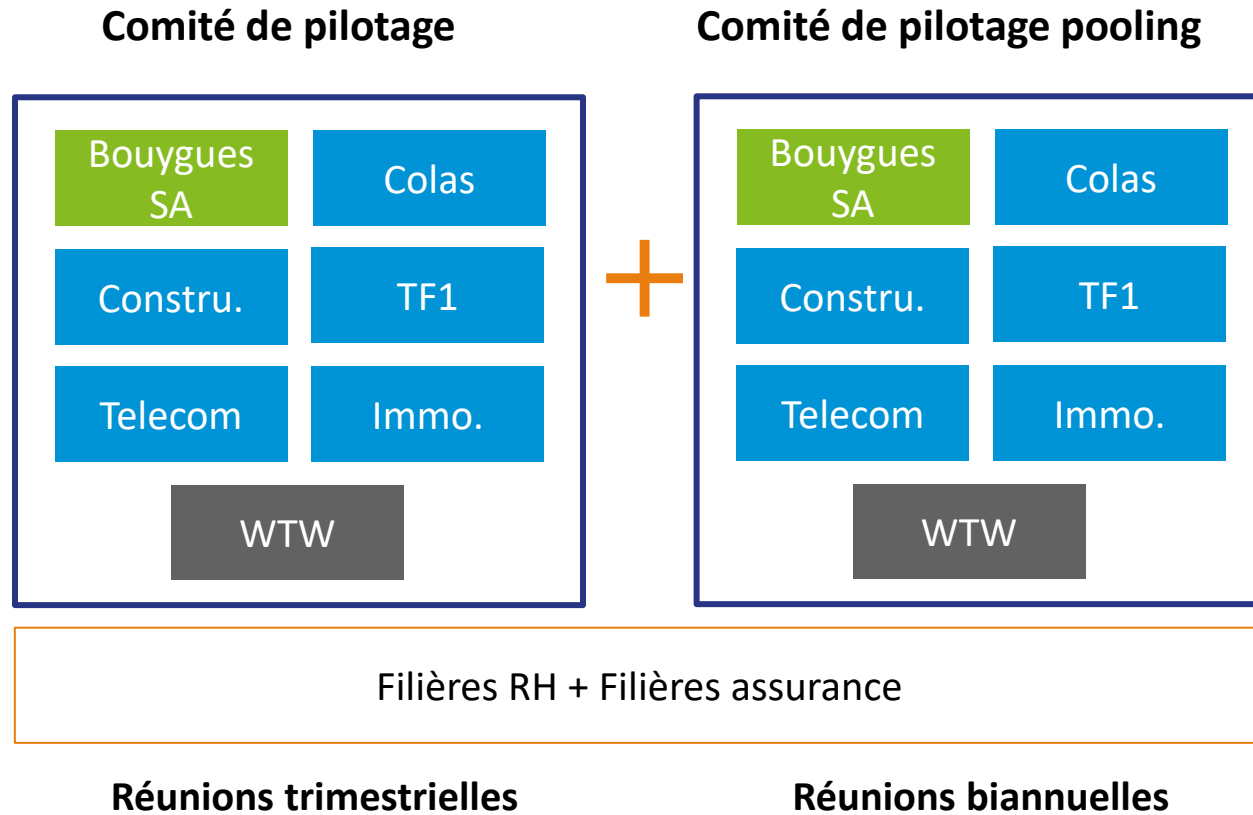 Comité de pilotage
Comité de pilotage pooling
Bouygues
SA
Colas
Constru.
TF1
Telecom
Immo.
WTW
+
Bouygues
SA
Colas
Constru.
TF1
Telecom
Immo.
WTW
Filières RH + Filières assurance
Réunions trimestrielles
Réunions biannuelles